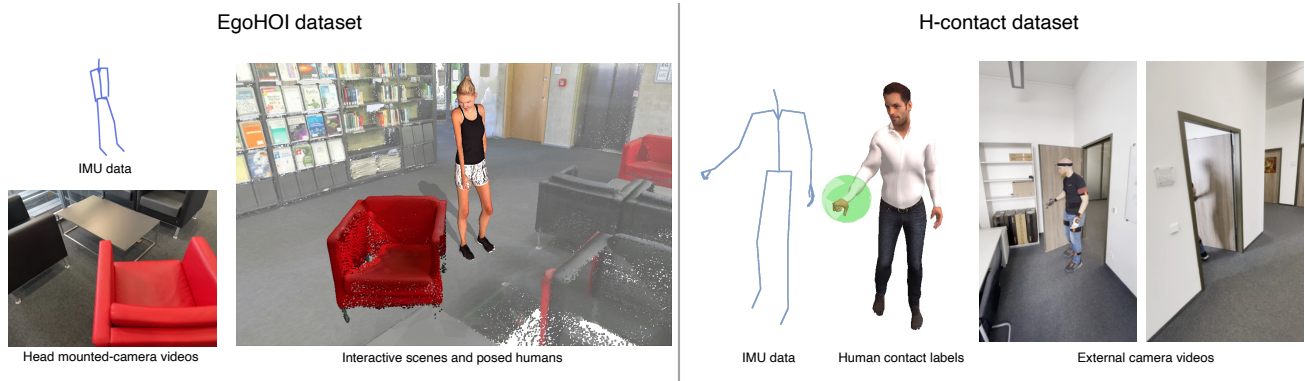 EgoHOI dataset
H-contact dataset
IMU data
Head mounted-camera videos
Interactive scenes and posed humans
IMU data
Human contact labels
External camera videos